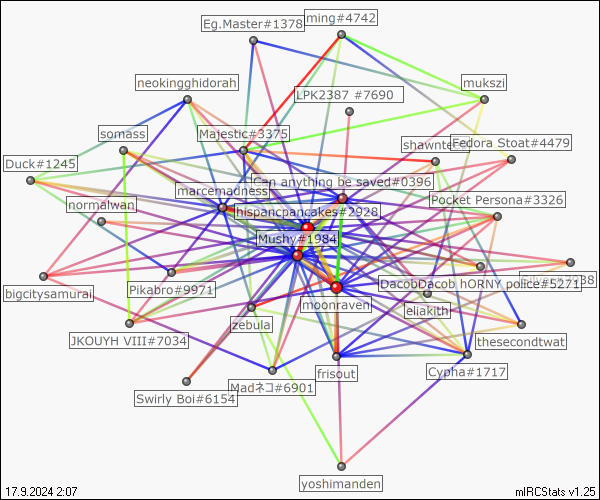 ming#4742
Eg.Master#1378
neokingghidorah
mukszi
LPK2387 #7690
Majestic#3375
somass
shawnte
Fedora Stoat#4479
Duck#1245
Can anything be saved#0396
marcemadness
Pocket Persona#3326
normalwan
hispancpancakes#2928
Mushy#1984
DacobDacob hORNY police#5271
38
bigcitysamurai
Pikabro#9971
moonraven
eliakith
zebula
JKOUYH VIII#7034
thesecondtwat
frisout
Cypha#1717
Madネコ#6901
Swirly Boi#6154
yoshimanden
17.9.2024 2:07
mIRCStats v1.25